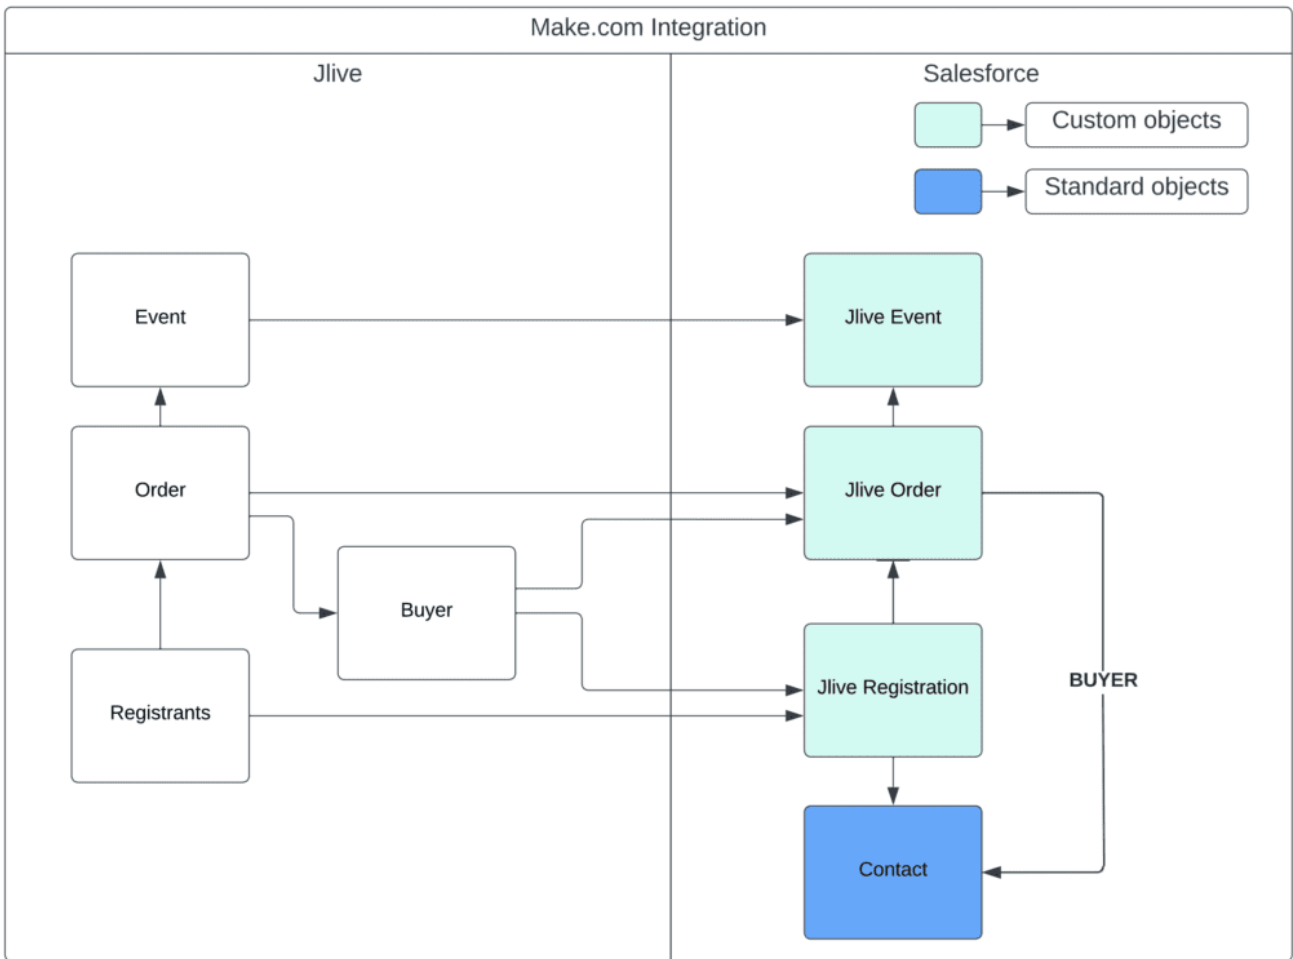 Make.com Integration
Jlive
Salesforce
Custom objects
Standard objects
Event
Jlive Event
Order
Jlive Order
Buyer
BUYER
Jlive Registration
Registrants
Contact